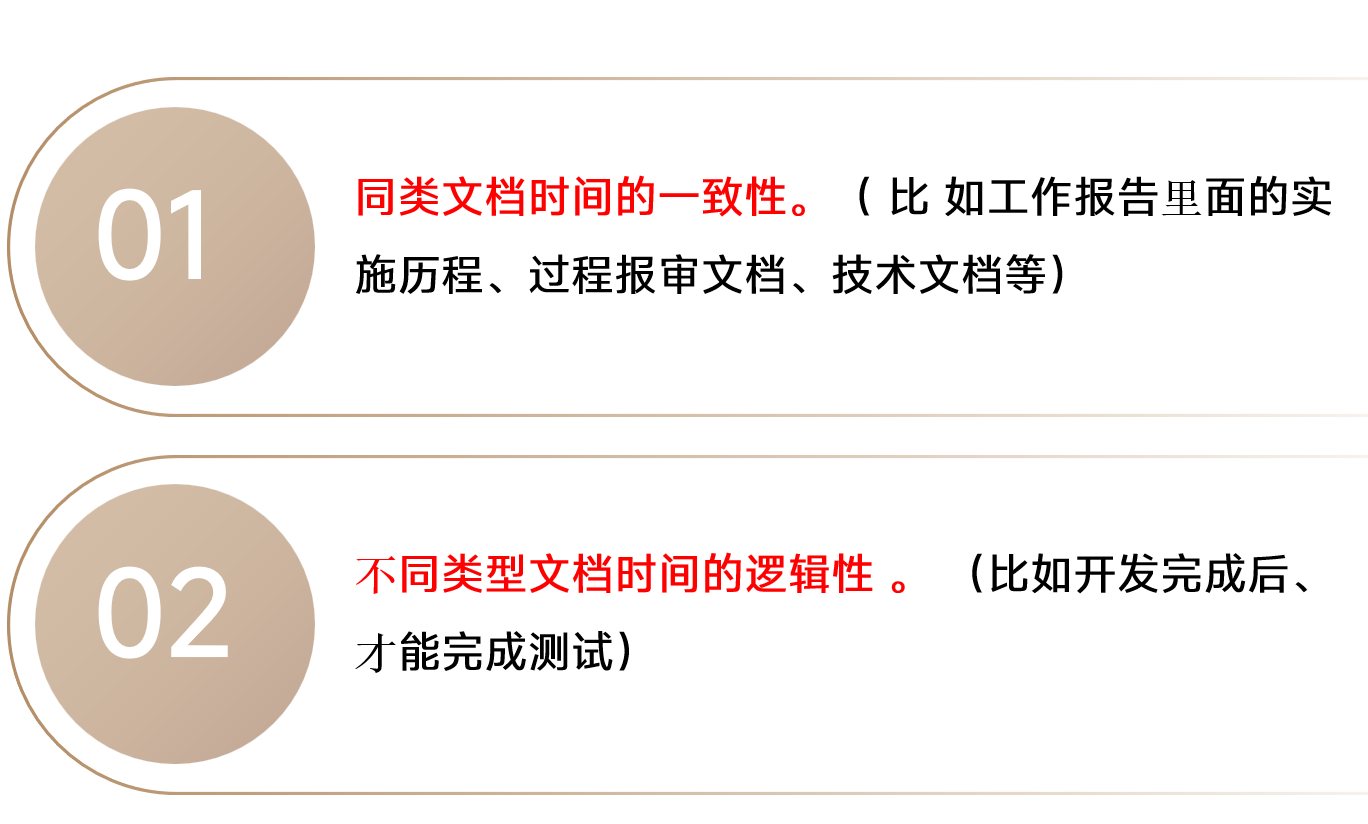 01
同类文档时间的一致性。（ 比 如工作报告里面的实
施历程、过程报审文档、技术文档等）
02
不同类型文档时间的逻辑性 。 （比如开发完成后、
才能完成测试）